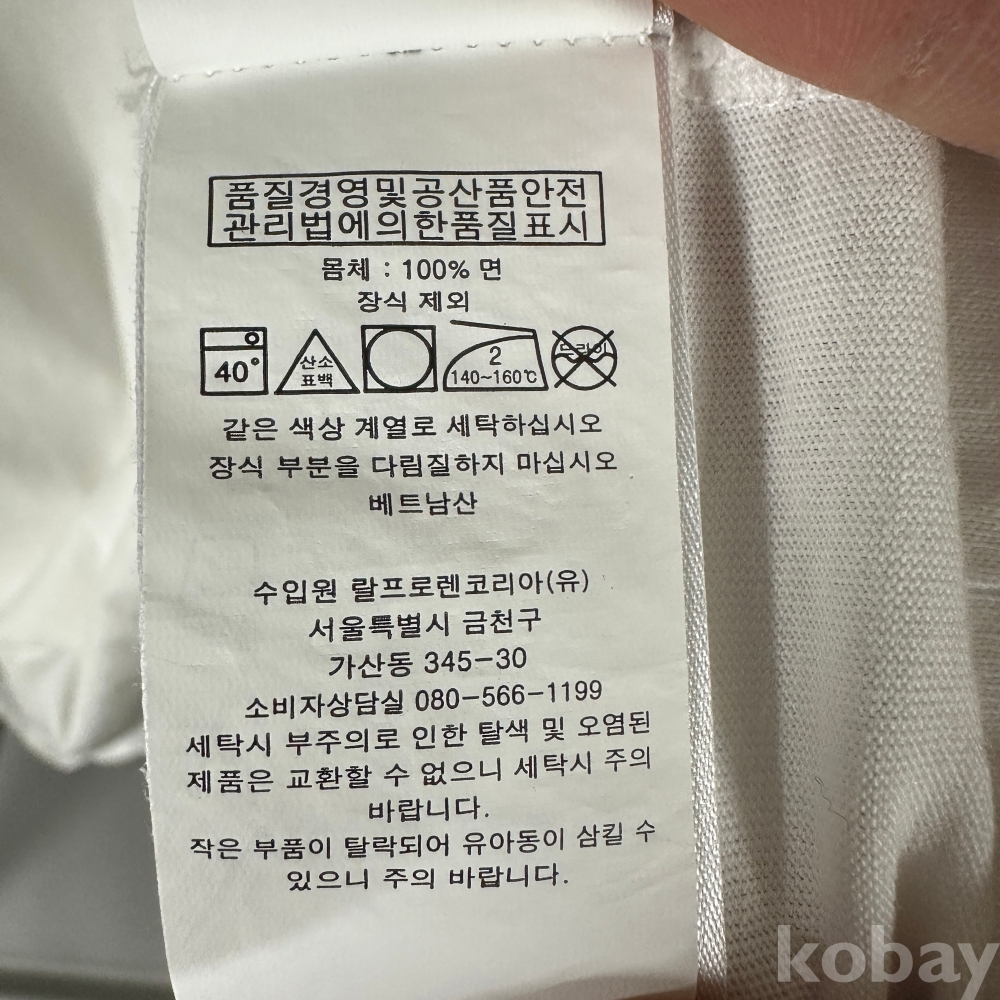 품질경영및공산품안전
관리법에의한품질표시
몸체 : 100% 면
장식 제외
40°
산소
표백
2
140~160℃
드라이
같은 색상 계열로 세탁하십시오
장식 부분을 다림질하지 마십시오
베트남산
수입원 랄프로렌코리아(유)
서울특별시 금천구
가산동 345-30
소비자상담실 080-566-1199
세탁시 부주의로 인한 탈색 및 오염된
제품은 교환할 수 없으니 세탁시 주의
바랍니다.
작은 부품이 탈락되어 유아동이 삼킬 수
있으니 주의 바랍니다.
kobay